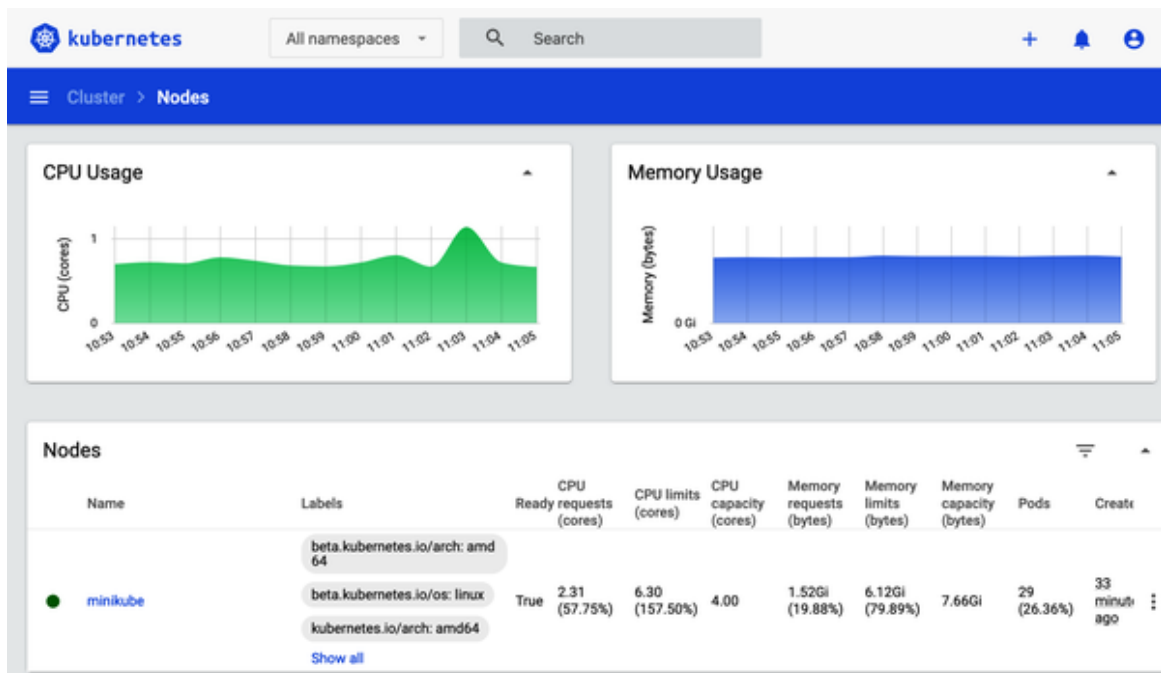 kubernetes
All namespaces
Search
Cluster > Nodes
CPU Usage
CPU (cores)
1
0
10:53 10:54 10:55 10:56 10:57 10:58 10:59 11:00 11:01 11:02 11:03 11:04 11:05
Memory Usage
Memory (bytes)
0 Gi
10:53 10:54 10:55 10:56 10:57 10:58 10:59 11:00 11:01 11:02 11:03 11:04 11:05
Nodes
Name
Labels
Ready
CPU
requests
(cores)
CPU limits
(cores)
CPU
capacity
(cores)
Memory
requests
(bytes)
Memory
limits
(bytes)
Memory
capacity
(bytes)
Pods
Create
minikube
beta.kubernetes.io/arch: amd
64
beta.kubernetes.io/os: linux
kubernetes.io/arch: amd64
Show all
True
2.31
(57.75%)
6.30
(157.50%)
4.00
1.52Gi
(19.88%)
6.12Gi
(79.89%)
7.66Gi
29
(26.36%)
33
minut
ago